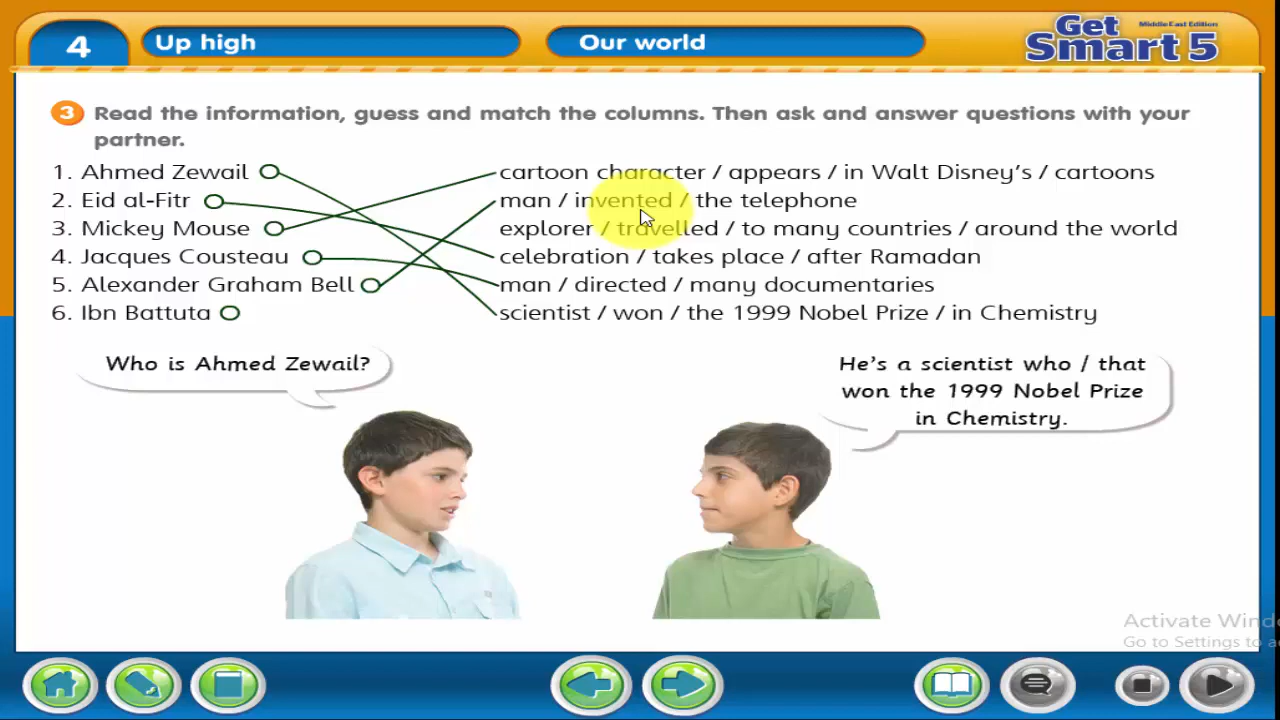 4
Up high
Our world
Middle East Edition
Get
Smart 5
3 Read the information, guess and match the columns. Then ask and answer questions with your
partner.
1. Ahmed Zewail
cartoon character / appears / in Walt Disney's / cartoons
2. Eid al-Fitr
man / invented / the telephone
3. Mickey Mouse
explorer / travelled / to many countries / around the world
4. Jacques Cousteau
celebration / takes place / after Ramadan
5. Alexander Graham Bell
man / directed / many documentaries
6. Ibn Battuta
scientist / won / the 1999 Nobel Prize / in Chemistry
Who is Ahmed Zewail?
He's a scientist who / that
won the 1999 Nobel Prize
in Chemistry.
Activate
Go to Settings to